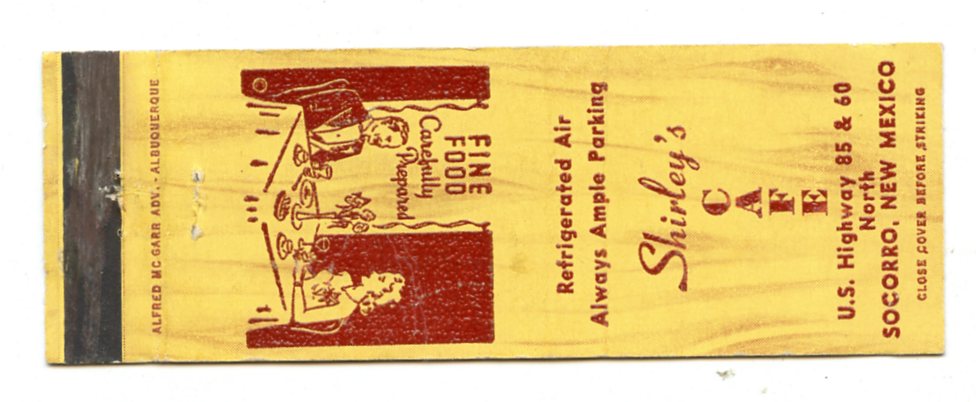 ALFRED MC GARR ADV. - ALBUQUERQUE
FINE
FOOD
Carefully
Prepared
Refrigerated Air
Always Ample Parking
Shirley's
CAFE
U.S. Highway 85 & 60
North
SOCORRO, NEW MEXICO
CLOSE COVER BEFORE STRIKING